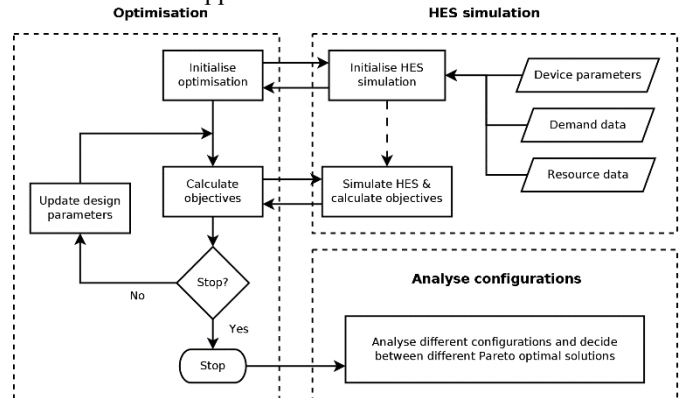 Optimisation
HES simulation
Initialise
optimisation
Initialise HES
simulation
Device parameters
Demand data
Resource data
Update design
parameters
Calculate
objectives
Simulate HES &
calculate objectives
Stop?
No
Yes
Stop
Analyse configurations
Analyse different configurations and decide
between different Pareto optimal solutions